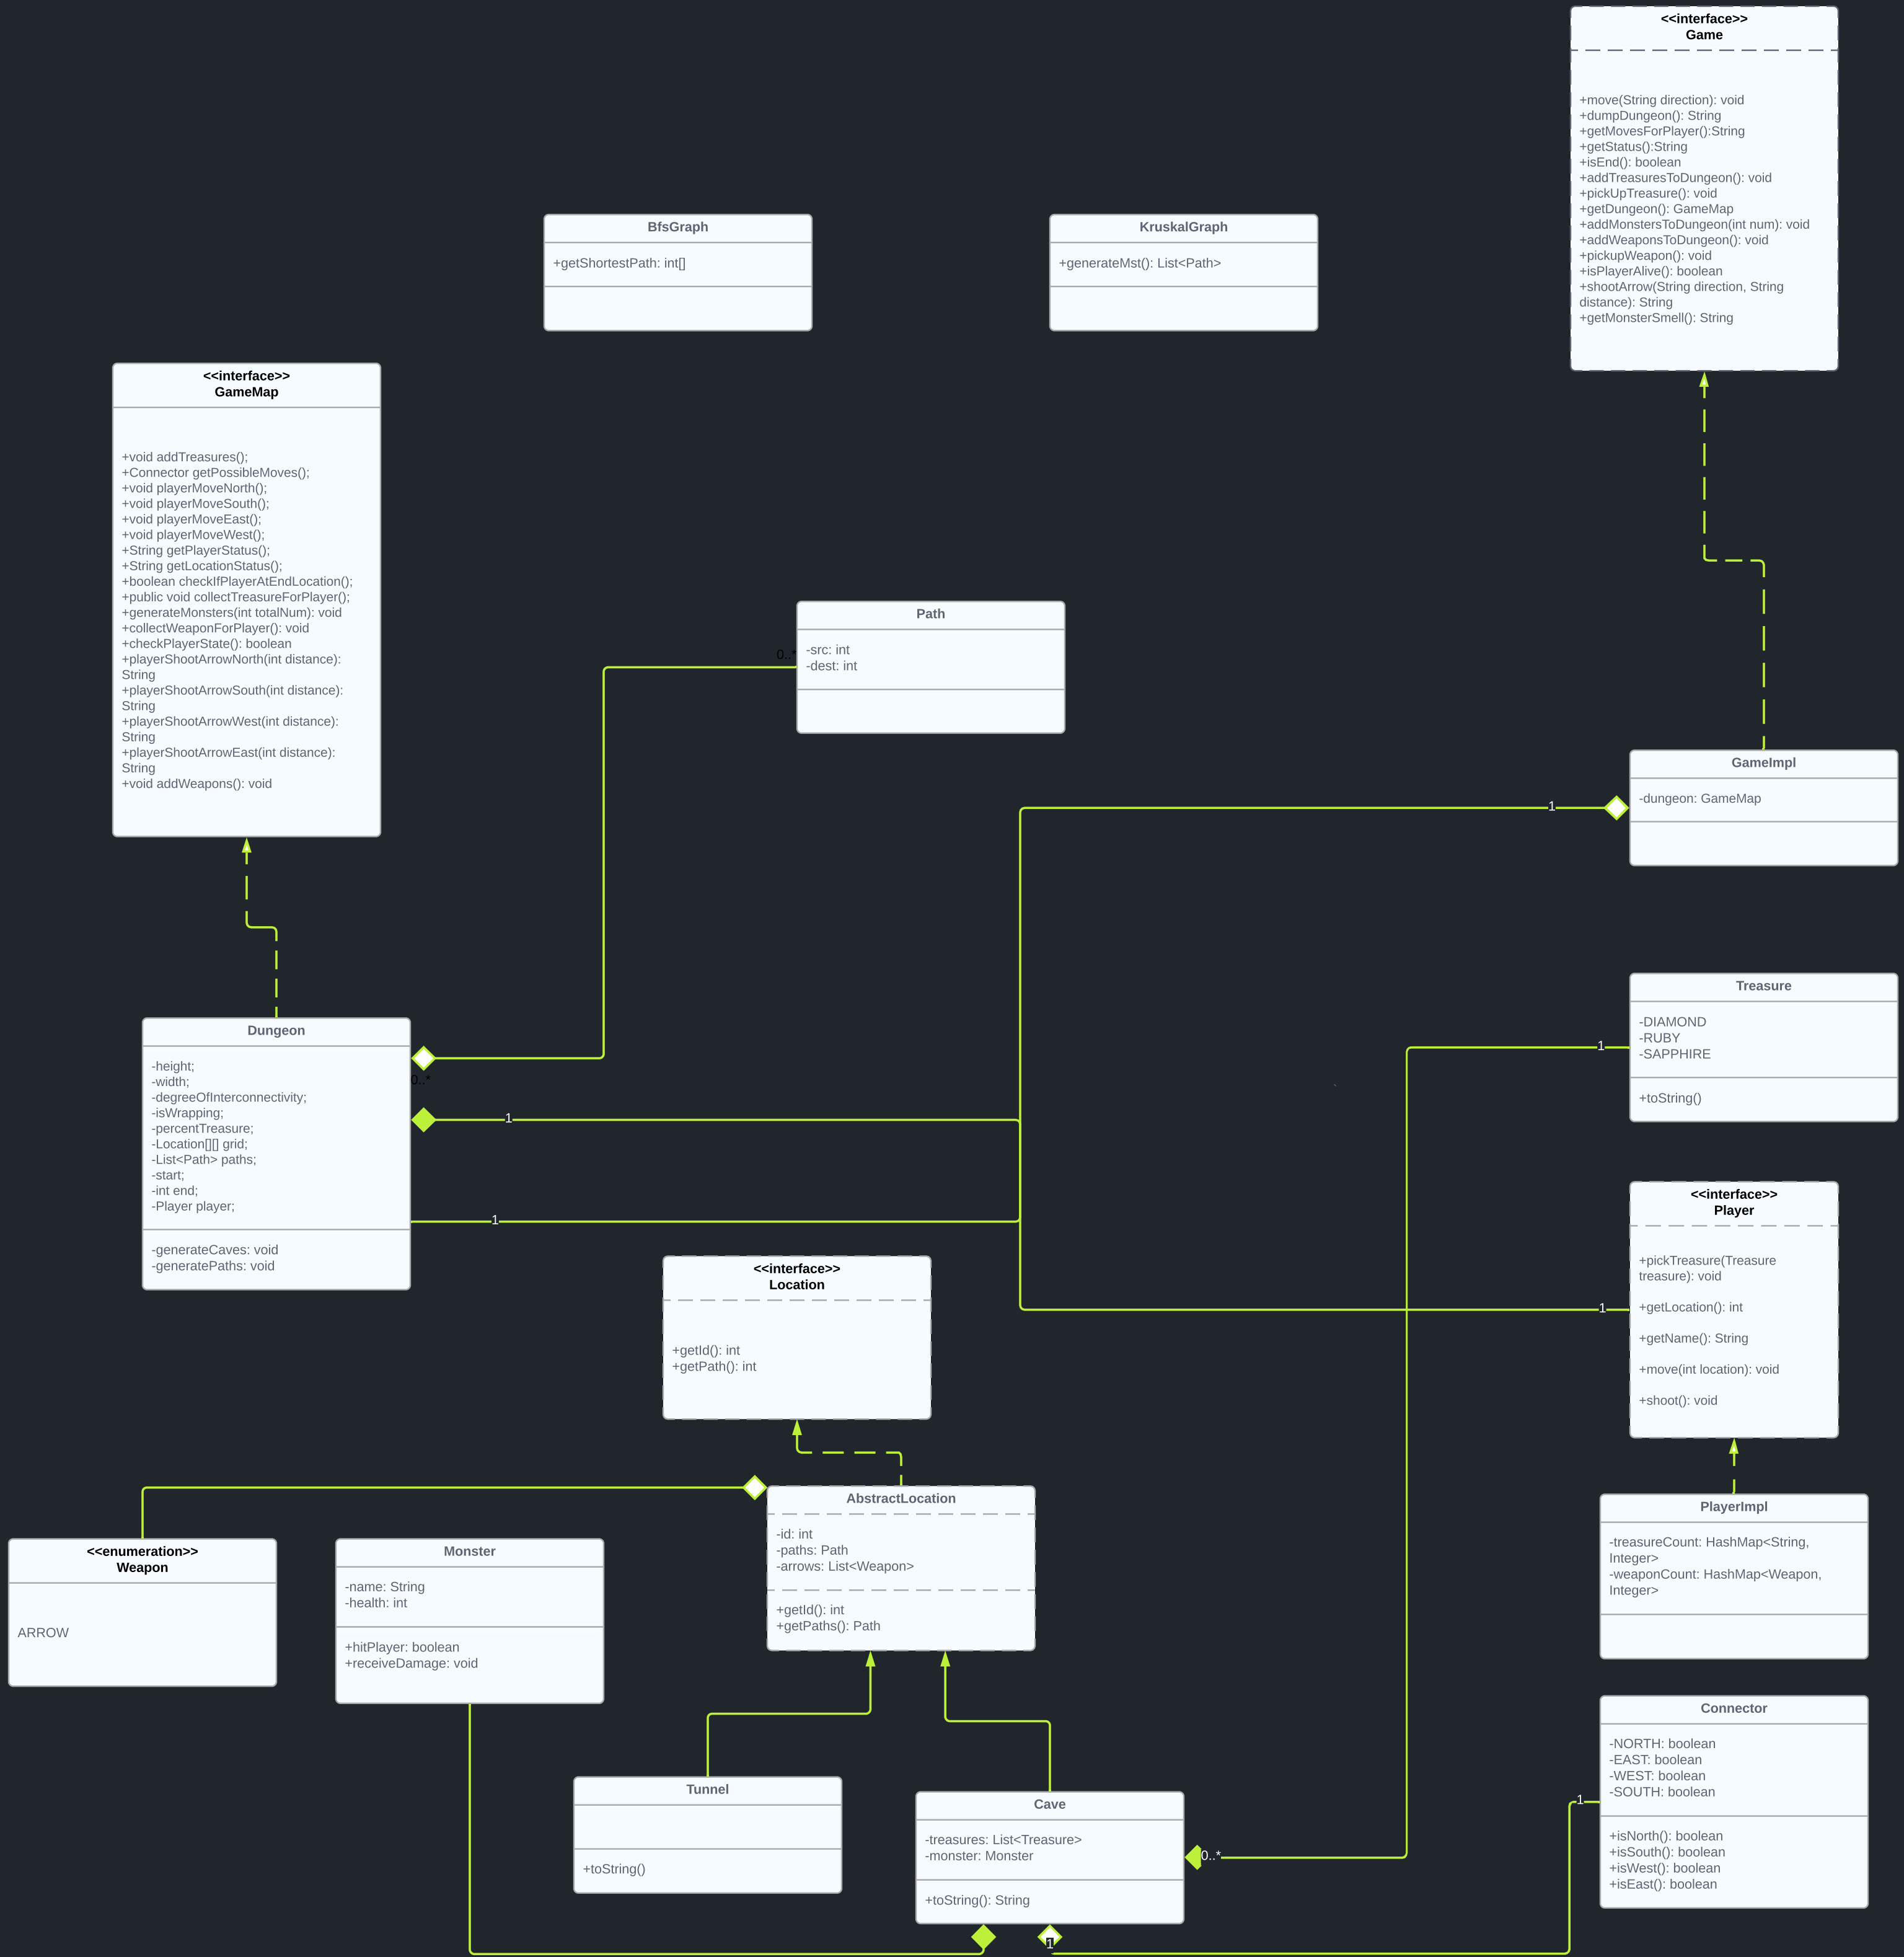 <<interface>>
Game
+move(String direction): void
+dumpDungeon(): String
+getMovesForPlayer():String
+getStatus():String
+isEnd(): boolean
+addTreasuresToDungeon(): void
+pickUpTreasure(): void
+getDungeon(): GameMap
+addMonstersToDungeon(int num): void
+addWeaponsToDungeon(): void
+pickupWeapon(): void
+isPlayerAlive(): boolean
+shootArrow(String direction, String
distance): String
+getMonsterSmell(): String
BfsGraph
+getShortestPath: int[]
KruskalGraph
+generateMst(): List<Path>
<<interface>>
GameMap
+void addTreasures();
+Connector getPossibleMoves();
+void playerMoveNorth();
+void playerMoveSouth();
+void playerMoveEast();
+void playerMoveWest();
+String getPlayerStatus();
+String getLocationStatus();
+boolean checkIfPlayerAtEndLocation();
+public void collectTreasureForPlayer();
+generateMonsters(int totalNum): void
+collectWeaponForPlayer(): void
+checkPlayerState(): boolean
+playerShootArrowNorth(int distance):
String
+playerShootArrowSouth(int distance):
String
+playerShootArrowWest(int distance):
String
+playerShootArrowEast(int distance):
String
+void addWeapons(): void
Path
-src: int
-dest: int
0..*
GameImpl
-dungeon: GameMap
1
Treasure
-DIAMOND
-RUBY
-SAPPHIRE
+toString()
1
Dungeon
-height;
-width;
-degreeOfInterconnectivity;
-isWrapping;
-percentTreasure;
-Location[][] grid;
-List<Path> paths;
-start;
-int end;
-Player player;
-generateCaves: void
-generatePaths: void
0..*
1
1
<<interface>>
Player
+pickTreasure(Treasure
treasure): void
+getLocation(): int
+getName(): String
+move(int location): void
+shoot(): void
1
<<interface>>
Location
+getId(): int
+getPath(): int
AbstractLocation
-id: int
-paths: Path
-arrows: List<Weapon>
+getId(): int
+getPaths(): Path
PlayerImpl
-treasureCount: HashMap<String,
Integer>
-weaponCount: HashMap<Weapon,
Integer>
<<enumeration>>
Weapon
ARROW
Monster
-name: String
-health: int
+hitPlayer: boolean
+receiveDamage: void
Connector
-NORTH: boolean
-EAST: boolean
-WEST: boolean
-SOUTH: boolean
+isNorth(): boolean
+isSouth(): boolean
+isWest(): boolean
+isEast(): boolean
1
Tunnel
+toString()
Cave
-treasures: List<Treasure>
-monster: Monster
+toString(): String
0..*
1